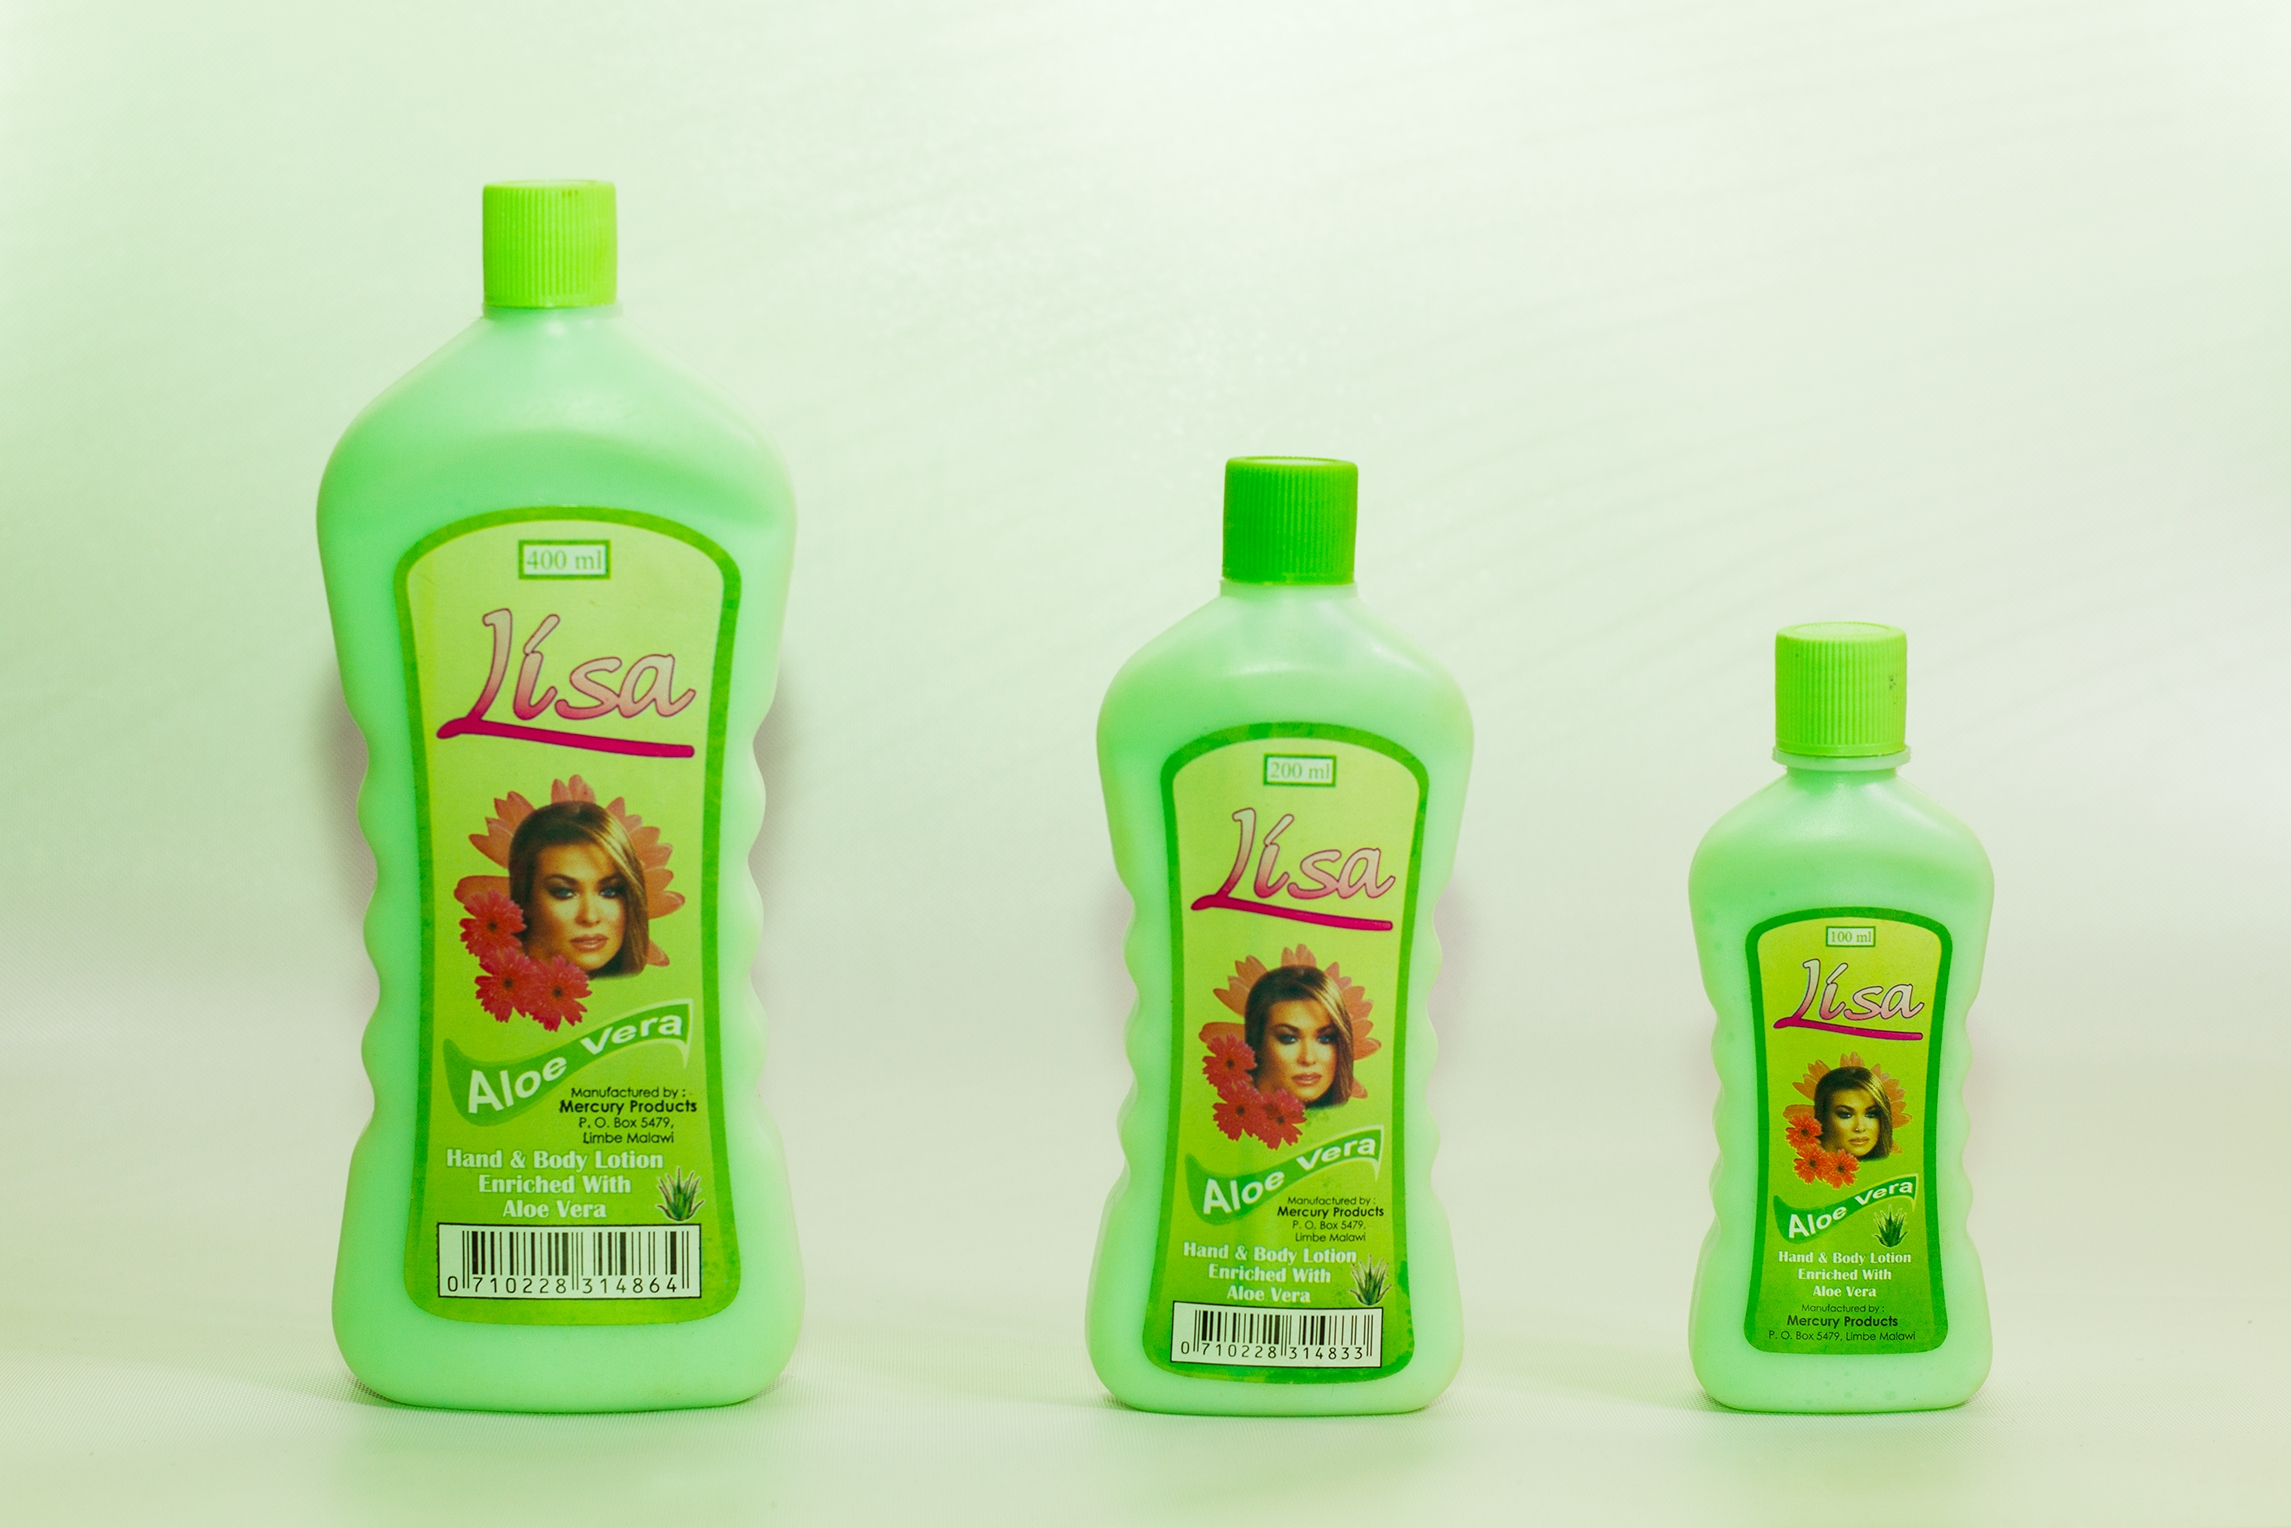 400 ml
Lisa
Aloe Vera
Manufactured by :
Mercury Products
P. O. Box 5479,
Limbe Malawi
Hand & Body Lotion
Enriched With
Aloe Vera
0 710228 314864
200 ml
Lisa
Aloe Vera
Manufactured by :
Mercury Products
P. O. Box 5479,
Limbe Malawi
Hand & Body Lotion
Enriched With
Aloe Vera
0 710228 314833
100 ml
Lisa
Aloe Vera
Hand & Body Lotion
Enriched With
Aloe Vera
Manufactured by :
Mercury Products
P. O. Box 5479, Limbe Malawi